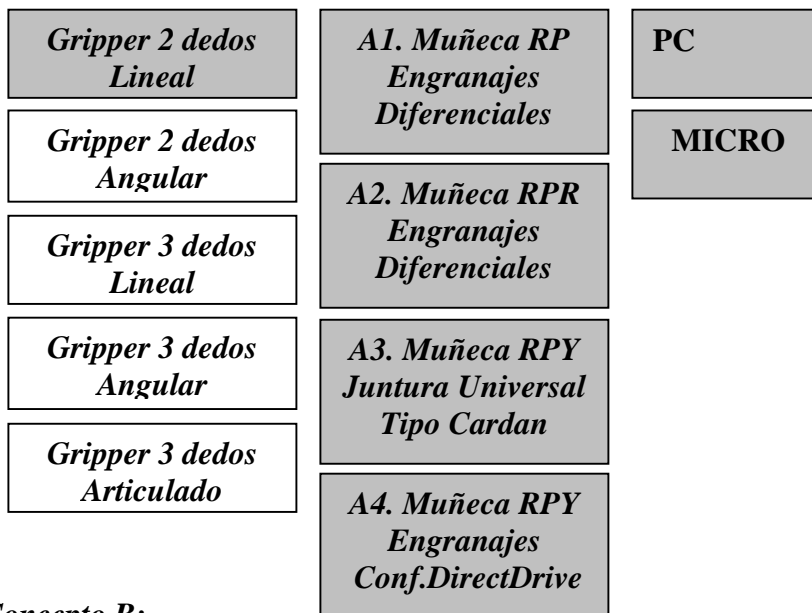 Gripper 2 dedos
Lineal
Gripper 2 dedos
Angular
Gripper 3 dedos
Lineal
Gripper 3 dedos
Angular
Gripper 3 dedos
Articulado
A1. Muñeca RP
Engranajes
Diferenciales
A2. Muñeca RPR
Engranajes
Diferenciales
A3. Muñeca RPY
Juntura Universal
Tipo Cardan
A4. Muñeca RPY
Engranajes
Conf.DirectDrive
PC
MICRO
Concepto B: